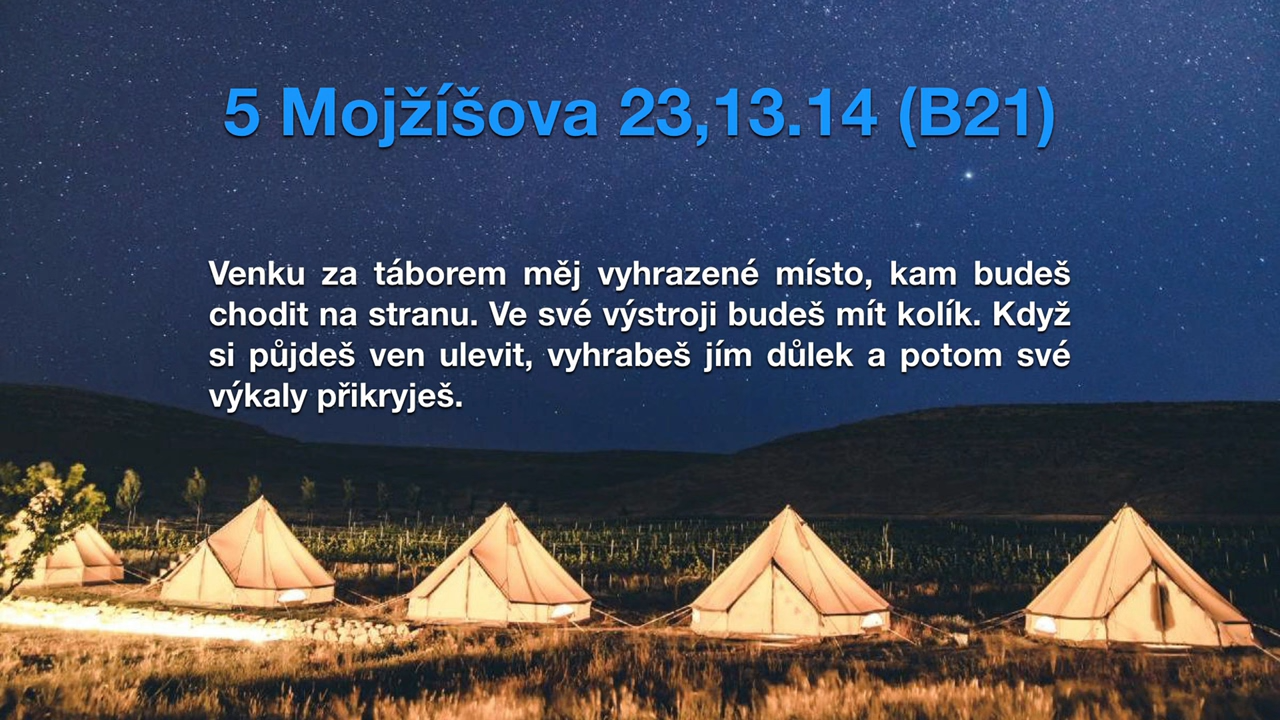 5 Mojžíšova 23,13.14 (B21)
Venku za táborem měj vyhrazené místo, kam budeš
chodit na stranu. Ve své výstroji budeš mít kolík. Když
si půjdeš ven ulevit, vyhrabeš jím důlek a potom své
výkaly přikryješ.